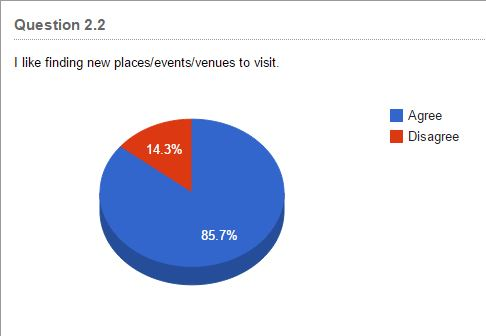 Question 2.2
I like finding new places/events/venues to visit.
Agree
Disagree
14.3%
85.7%